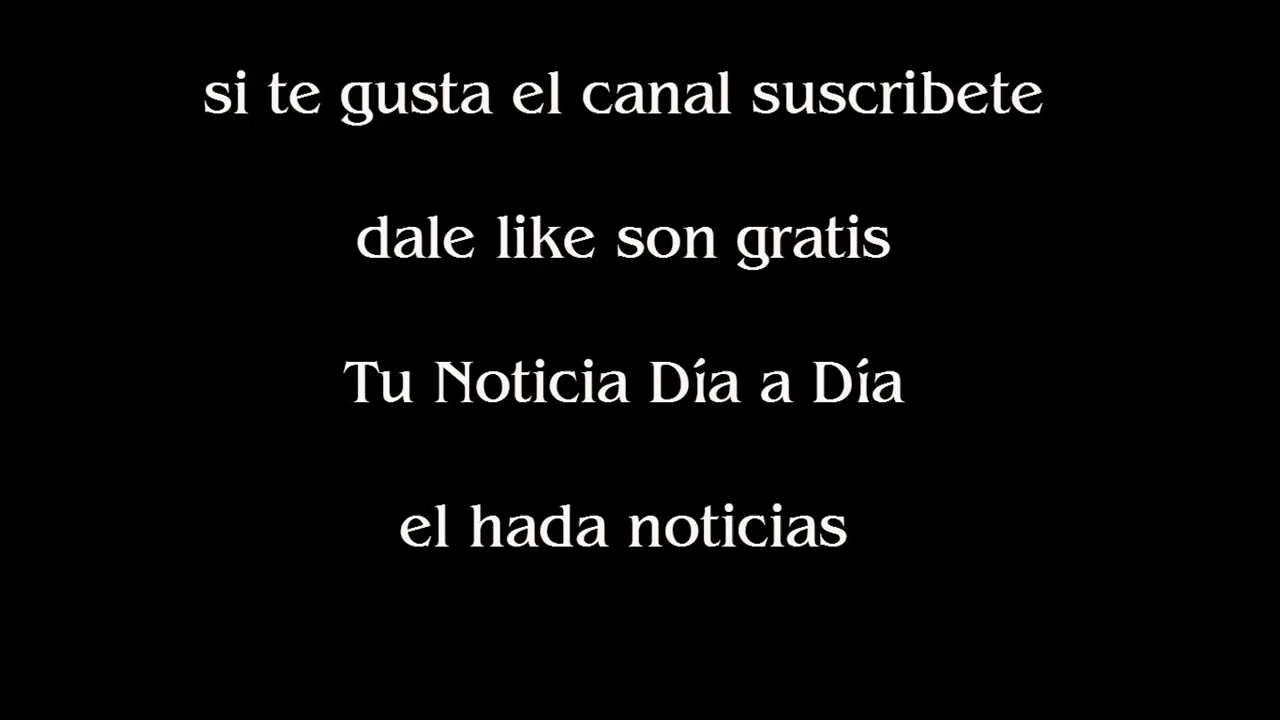 si te gusta el canal suscribete
dale like son gratis
Tu Noticia Día a Día
el hada noticias